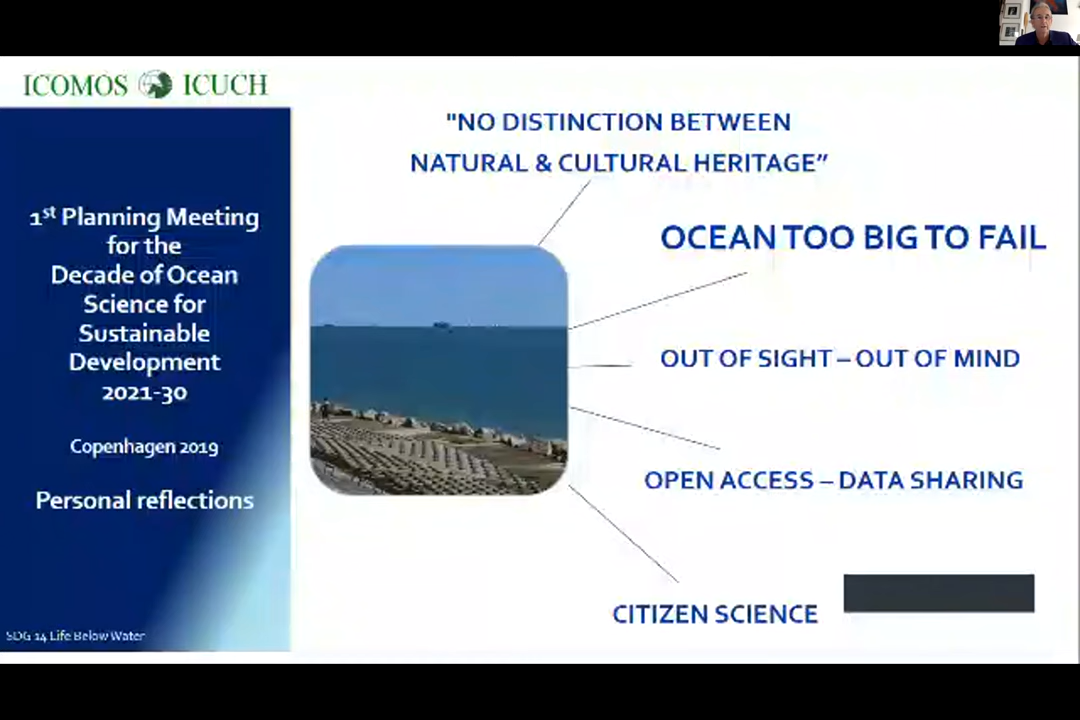 ICOMOS ICUCH
1st Planning Meeting
for the
Decade of Ocean
Science for
Sustainable
Development
2021-30
Copenhagen 2019
Personal reflections
SDG 14 Life Below Water
"NO DISTINCTION BETWEEN
NATURAL & CULTURAL HERITAGE”
OCEAN TOO BIG TO FAIL
OUT OF SIGHT – OUT OF MIND
OPEN ACCESS – DATA SHARING
CITIZEN SCIENCE